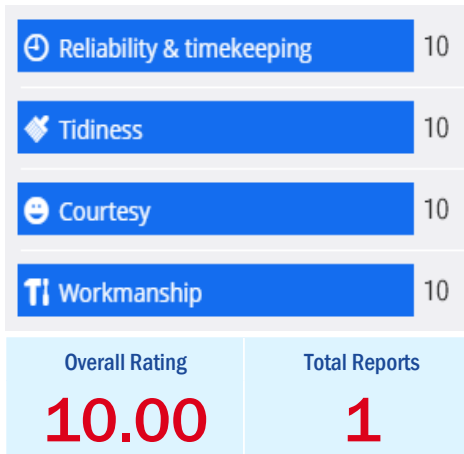 Reliability & timekeeping 10
Tidiness 10
Courtesy 10
Workmanship 10
Overall Rating Total Reports
10.00 1